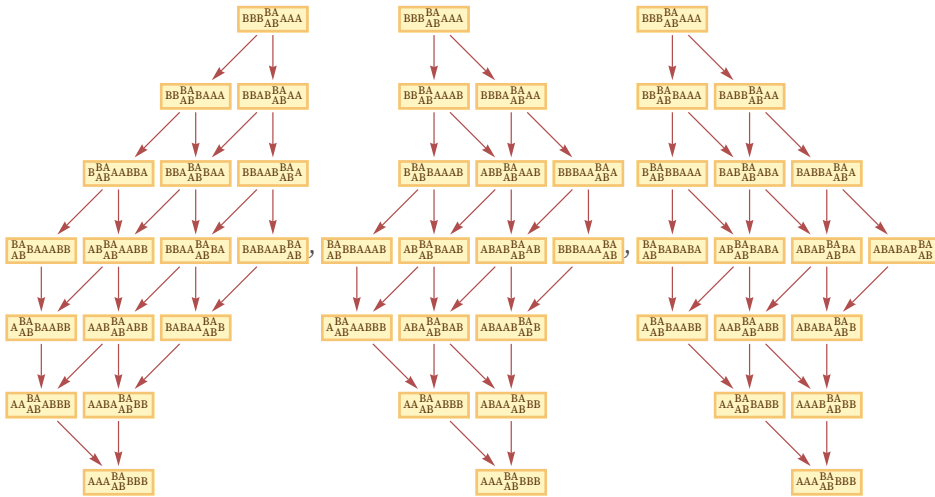 BBB BA AB AAA BBB BA AB AAA BBB BA AB AAA
BB BA AB BAAA BBAB BA AB AA BB BA AB AAAB BBBA BA AB AA BB BA AB BAAA BABB BA AB AA
B BA AB AABBA BBA BA AB BAA BBAAB BA AB A B BA AB BAAAB ABB BA AB AAB BBBAA BA AB A B BA AB BBAAA BAB BA AB ABA BABBA BA AB A
BA AB BAAABB AB BA AB AABB BBAA BA AB BA BABAAB BA AB , BA AB BBAAAB AB BA AB BAAB ABAB BA AB AB BBBAAA BA AB , BA AB BABABA AB BA AB BABA ABAB BA AB BA ABABAB BA AB
A BA AB BAABB AAB BA AB ABB BABAA BA AB B A BA AB AABBB ABA BA AB BAB ABAAB BA AB B A BA AB BAABB AAB BA AB ABB ABABA BA AB B
AA BA AB ABBB AABA BA AB BB AA BA AB ABBB ABAA BA AB BB AA BA AB BABB AAAB BA AB BB
AAA BA AB BBB AAA BA AB BBB AAA BA AB BBB